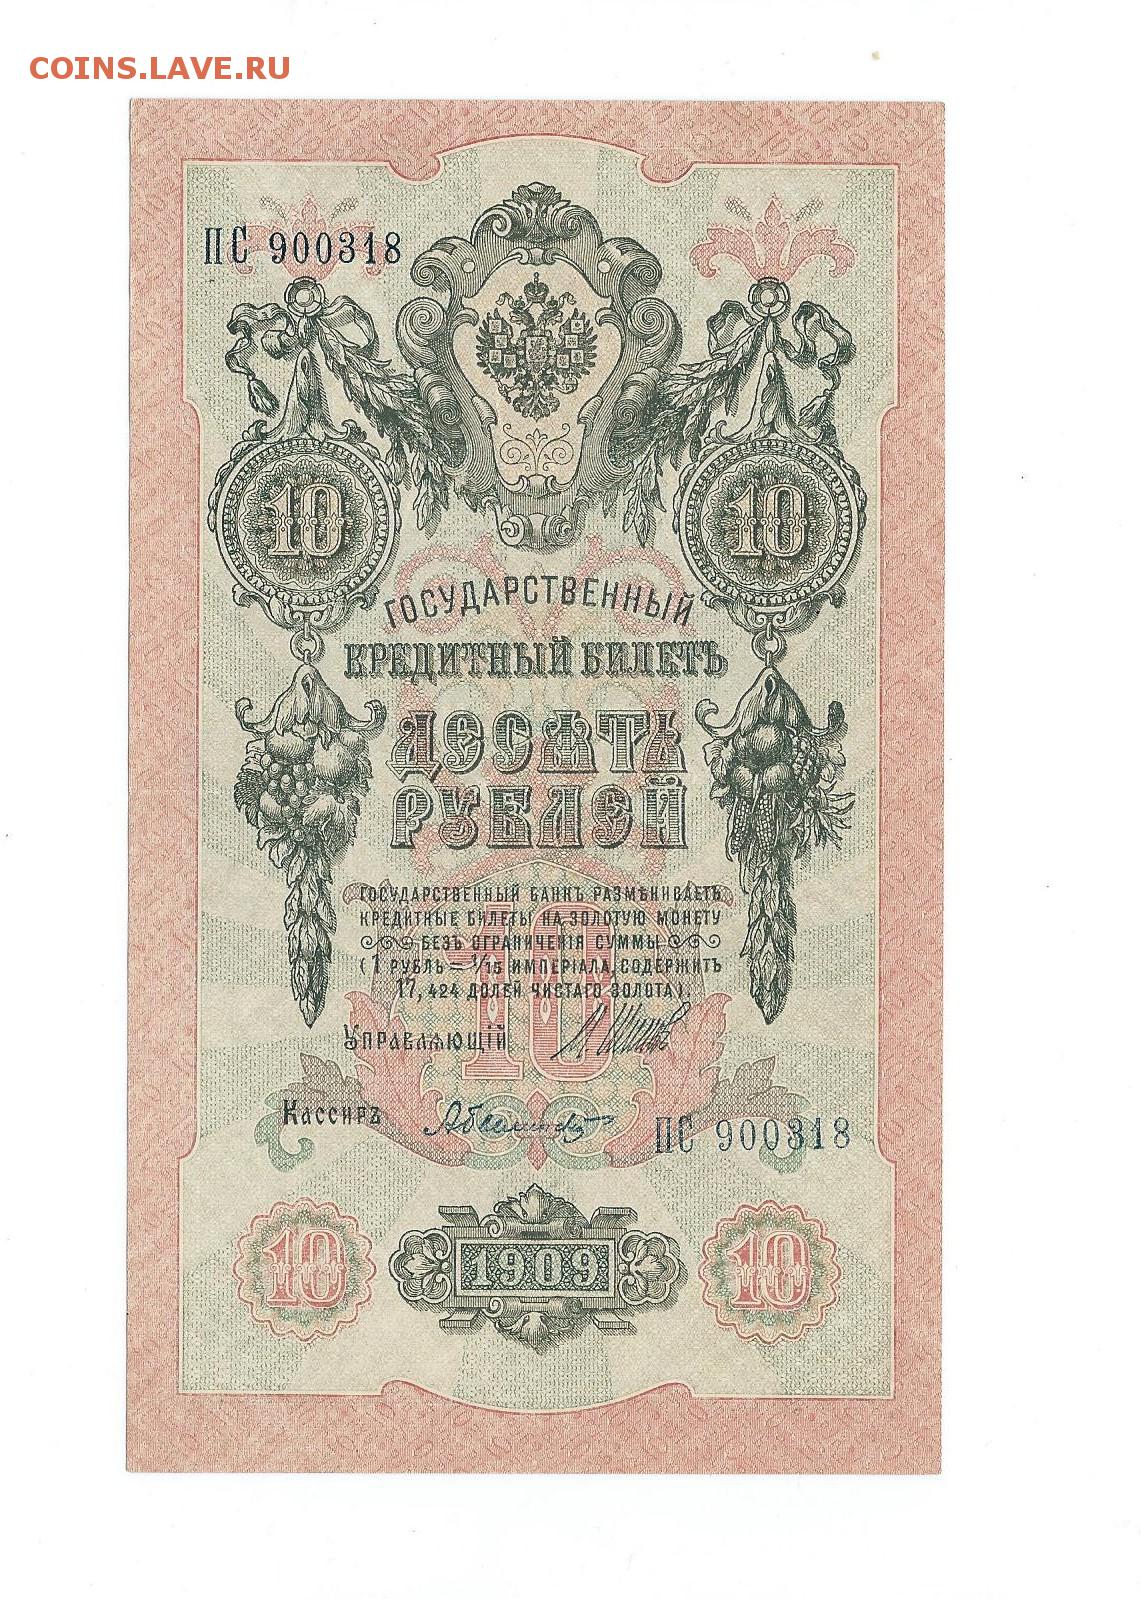 COINS.LAVE.RU
ПС 900318
10 10
ГОСУДАРСТВЕННЫЙ
КРЕДИТНЫЙ БИЛЕТЪ
ДЕСЯТЬ
РУБЛЕЙ
ГОСУДАРСТВЕННЫЙ БАНКЪ РАЗМѢНИВАЕТЪ
КРЕДИТНЫЕ БИЛЕТЫ НА ЗОЛОТУЮ МОНЕТУ
БЕЗЪ ОГРАНИЧЕНІЯ СУММЫ
(1 РУБЛЬ = 1/15 ИМПЕРІАЛА, СОДЕРЖИТЪ
17,424 ДОЛЕЙ ЧИСТАГО ЗОЛОТА).
10
УПРАВЛЯЮЩІЙ
Кассиръ
ПС 900318
10 1909 10